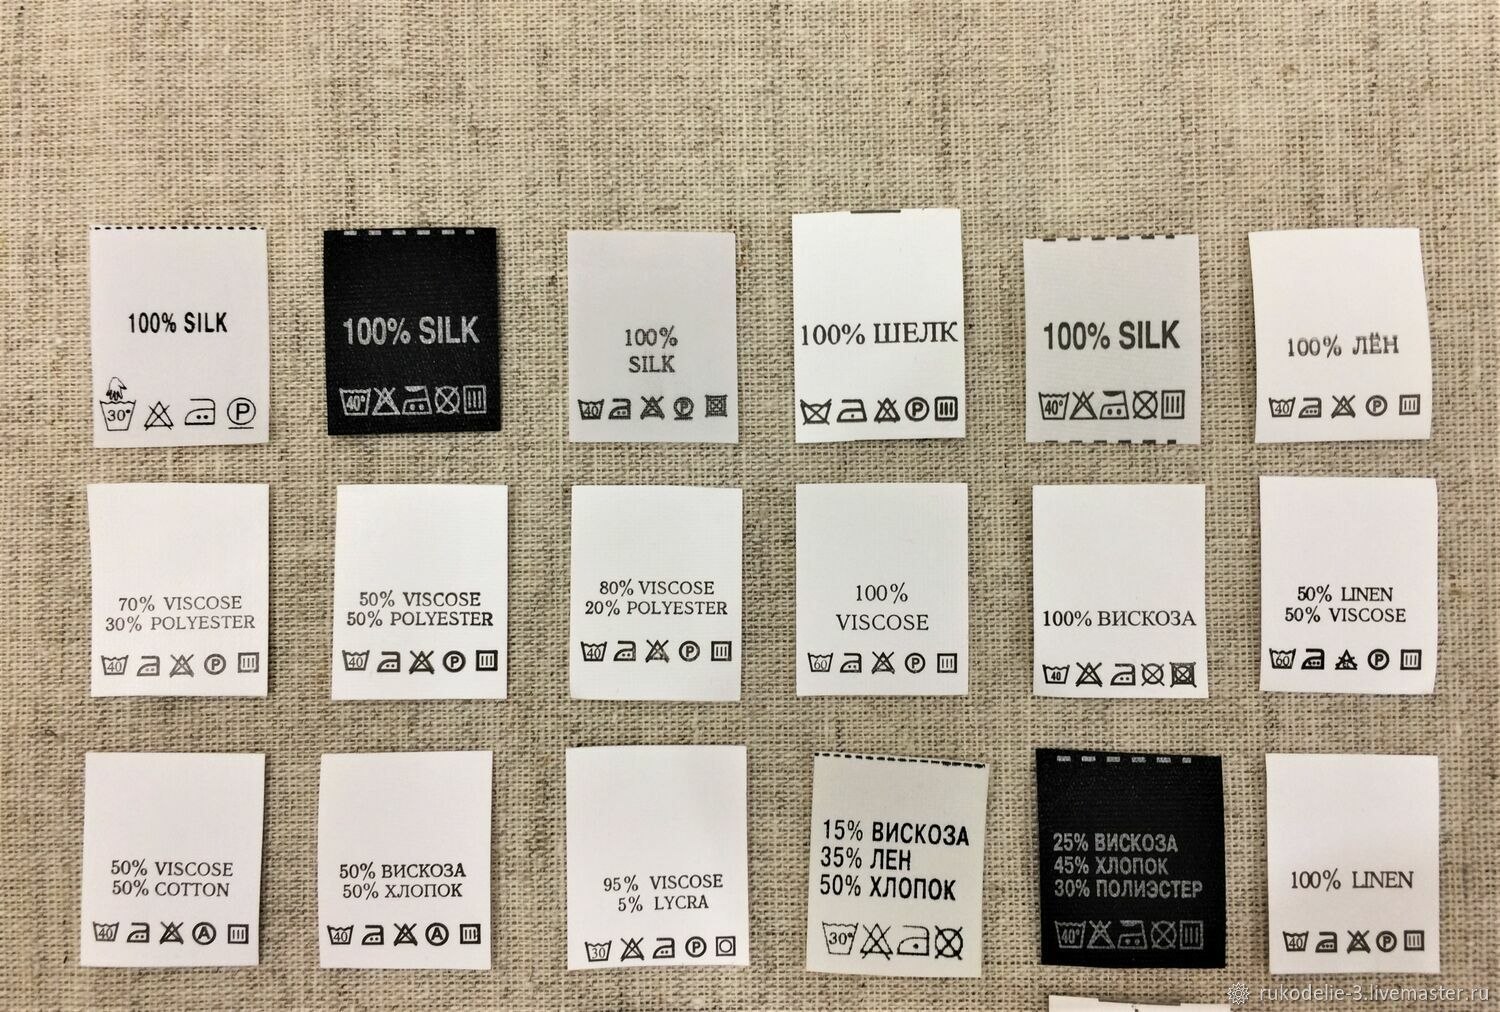 100% SILK
30°
P
100% SILK
40°
100%
SILK
40
P
100% ШЕЛК
P
100% SILK
40°
100% ЛЁН
40
P
70% VISCOSE
30% POLYESTER
40
P
50% VISCOSE
50% POLYESTER
40
P
80% VISCOSE
20% POLYESTER
40
P
100%
VISCOSE
60
P
100% ВИСКОЗА
40
50% LINEN
50% VISCOSE
60
P
50% VISCOSE
50% COTTON
40
A
50% ВИСКОЗА
50% ХЛОПОК
40
A
95% VISCOSE
5% LYCRA
30
P
15% ВИСКОЗА
35% ЛЕН
50% ХЛОПОК
30°
25% ВИСКОЗА
45% ХЛОПОК
30% ПОЛИЭСТЕР
40°
100% LINEN
40
P
rukodelie-3.livemaster.ru